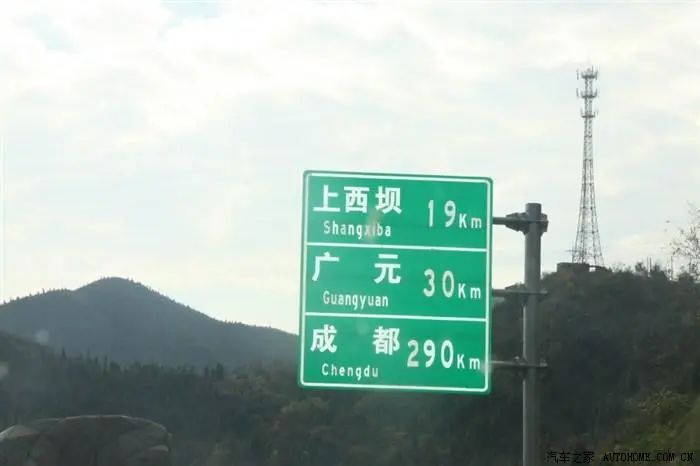 上西坝 19Km
Shangxiba
广元 30Km
Guangyuan
成都 290Km
Chengdu
汽车之家 AUTOHOME.COM.CN